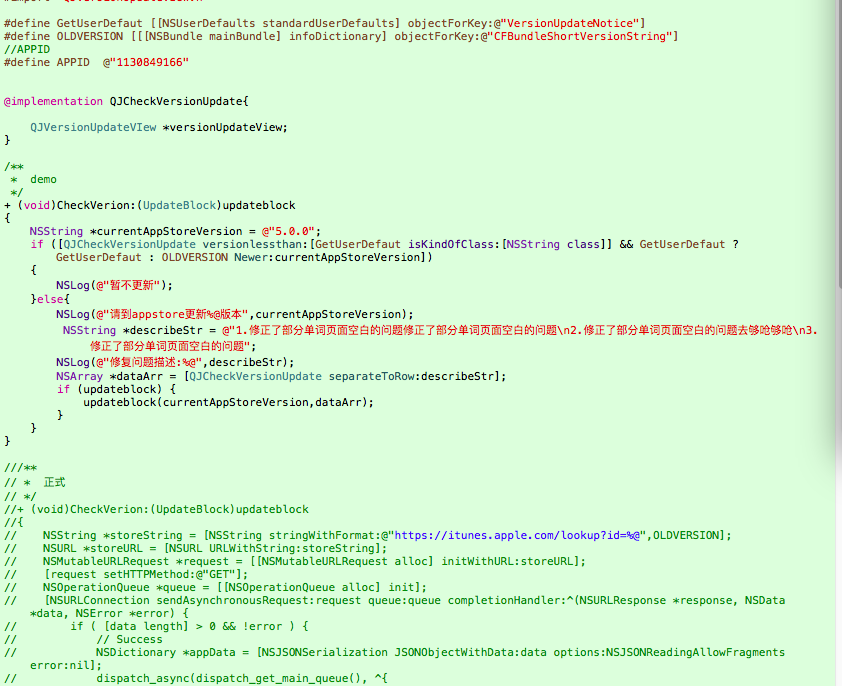 #define GetUserDefaut [[NSUserDefaults standardUserDefaults] objectForKey:@"VersionUpdateNotice"]
#define OLDVERSION [[[NSBundle mainBundle] infoDictionary] objectForKey:@"CFBundleShortVersionString"]
//APPID
#define APPID  @"1130849166"
@implementation QJCheckVersionUpdate{
    QJVersionUpdateVIew *versionUpdateView;
}
/**
 *  demo
 */
+ (void)CheckVerion:(UpdateBlock)updateblock
{
    NSString *currentAppStoreVersion = @"5.0.0";
    if ([QJCheckVersionUpdate versionlessthan:[GetUserDefaut isKindOfClass:[NSString class]] && GetUserDefaut ?
        GetUserDefaut : OLDVERSION Newer:currentAppStoreVersion])
    {
        NSLog(@"暂不更新");
    }else{
        NSLog(@"请到appstore更新%@版本",currentAppStoreVersion);
         NSString *describeStr = @"1.修正了部分单词页面空白的问题修正了部分单词页面空白的问题\n2.修正了部分单词页面空白的问题去够呛够呛\n3.
             修正了部分单词页面空白的问题";
        NSLog(@"修复问题描述:%@",describeStr);
        NSArray *dataArr = [QJCheckVersionUpdate separateToRow:describeStr];
        if (updateblock) {
            updateblock(currentAppStoreVersion,dataArr);
        }
    }
}
///**
// *  正式
// */
//+ (void)CheckVerion:(UpdateBlock)updateblock
//{
//    NSString *storeString = [NSString stringWithFormat:@"https://itunes.apple.com/lookup?id=%@",OLDVERSION];
//    NSURL *storeURL = [NSURL URLWithString:storeString];
//    NSMutableURLRequest *request = [[NSMutableURLRequest alloc] initWithURL:storeURL];
//    [request setHTTPMethod:@"GET"];
//    NSOperationQueue *queue = [[NSOperationQueue alloc] init];
//    [NSURLConnection sendAsynchronousRequest:request queue:queue completionHandler:^(NSURLResponse *response, NSData
    *data, NSError *error) {
//        if ( [data length] > 0 && !error ) {
//            // Success
//            NSDictionary *appData = [NSJSONSerialization JSONObjectWithData:data options:NSJSONReadingAllowFragments
    error:nil];
//            dispatch_async(dispatch_get_main_queue(), ^{